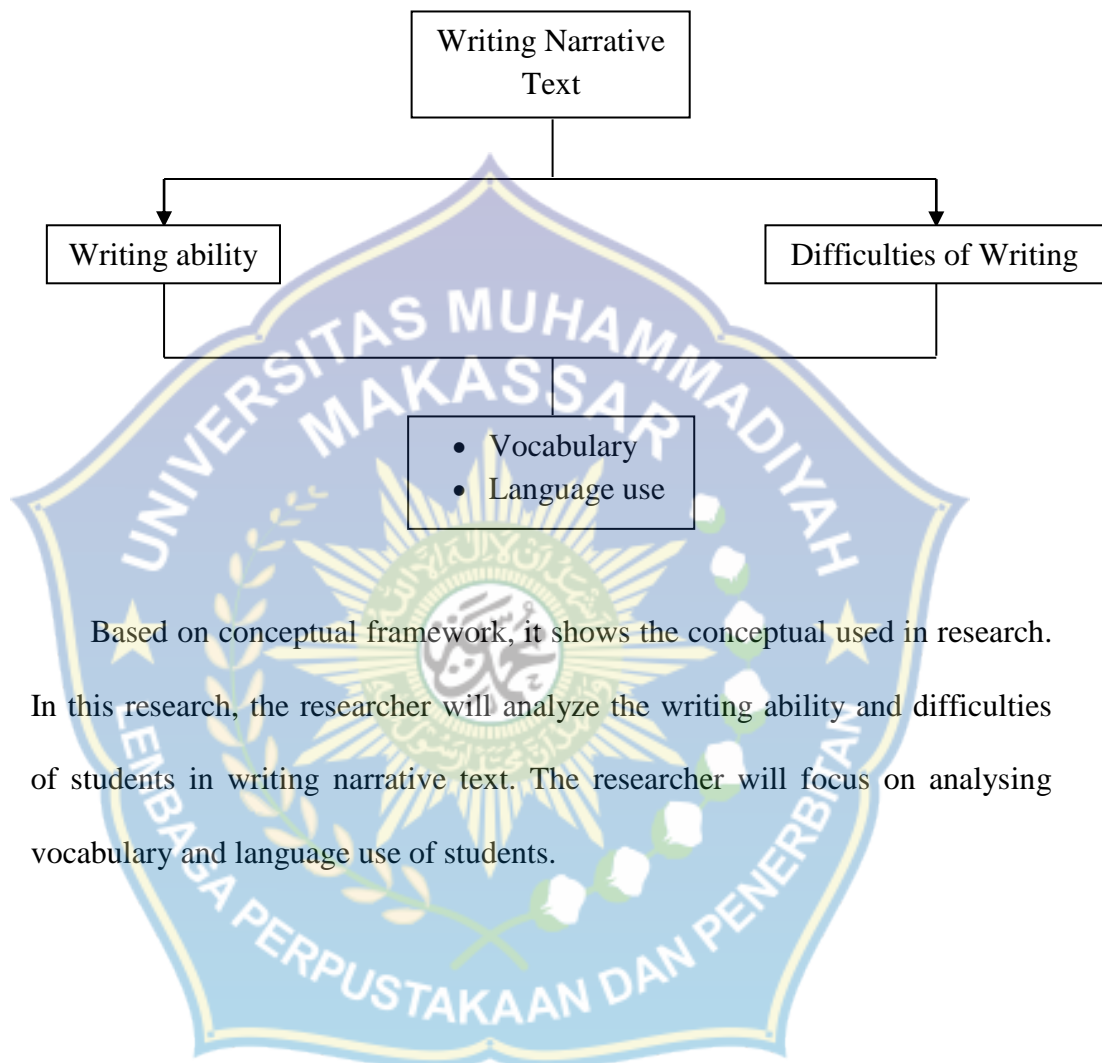 Writing Narrative
Text
Writing ability
Difficulties of Writing
UNIVERSITAS MUHAMMADIYAH
MAKASSAR
• Vocabulary
• Language use
Based on conceptual framework, it shows the conceptual used in research.
In this research, the researcher will analyze the writing ability and difficulties
of students in writing narrative text. The researcher will focus on analysing
vocabulary and language use of students.
LEMBAGA PERPUSTAKAAN DAN PENERBITAN